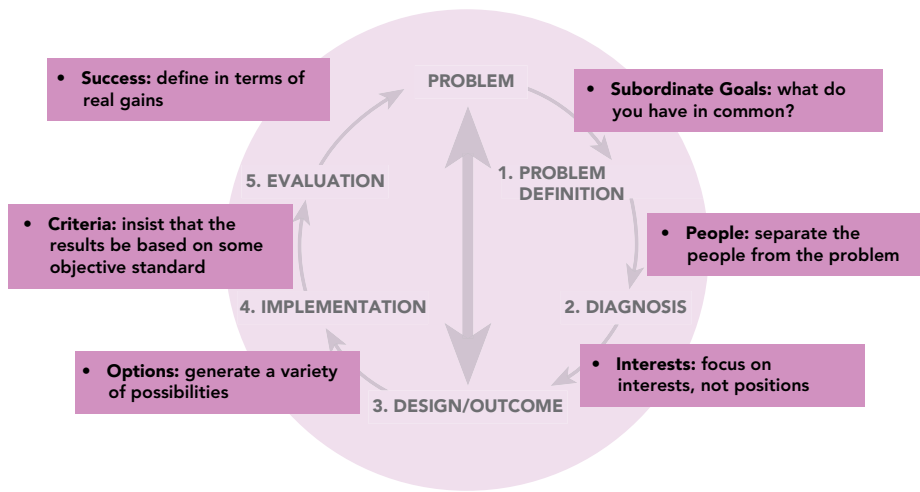 • Success: define in terms of
real gains
PROBLEM
• Subordinate Goals: what do
you have in common?
5. EVALUATION
1. PROBLEM
DEFINITION
• Criteria: insist that the
results be based on some
objective standard
• People: separate the
people from the problem
4. IMPLEMENTATION
2. DIAGNOSIS
• Options: generate a variety
of possibilities
• Interests: focus on
interests, not positions
3. DESIGN/OUTCOME